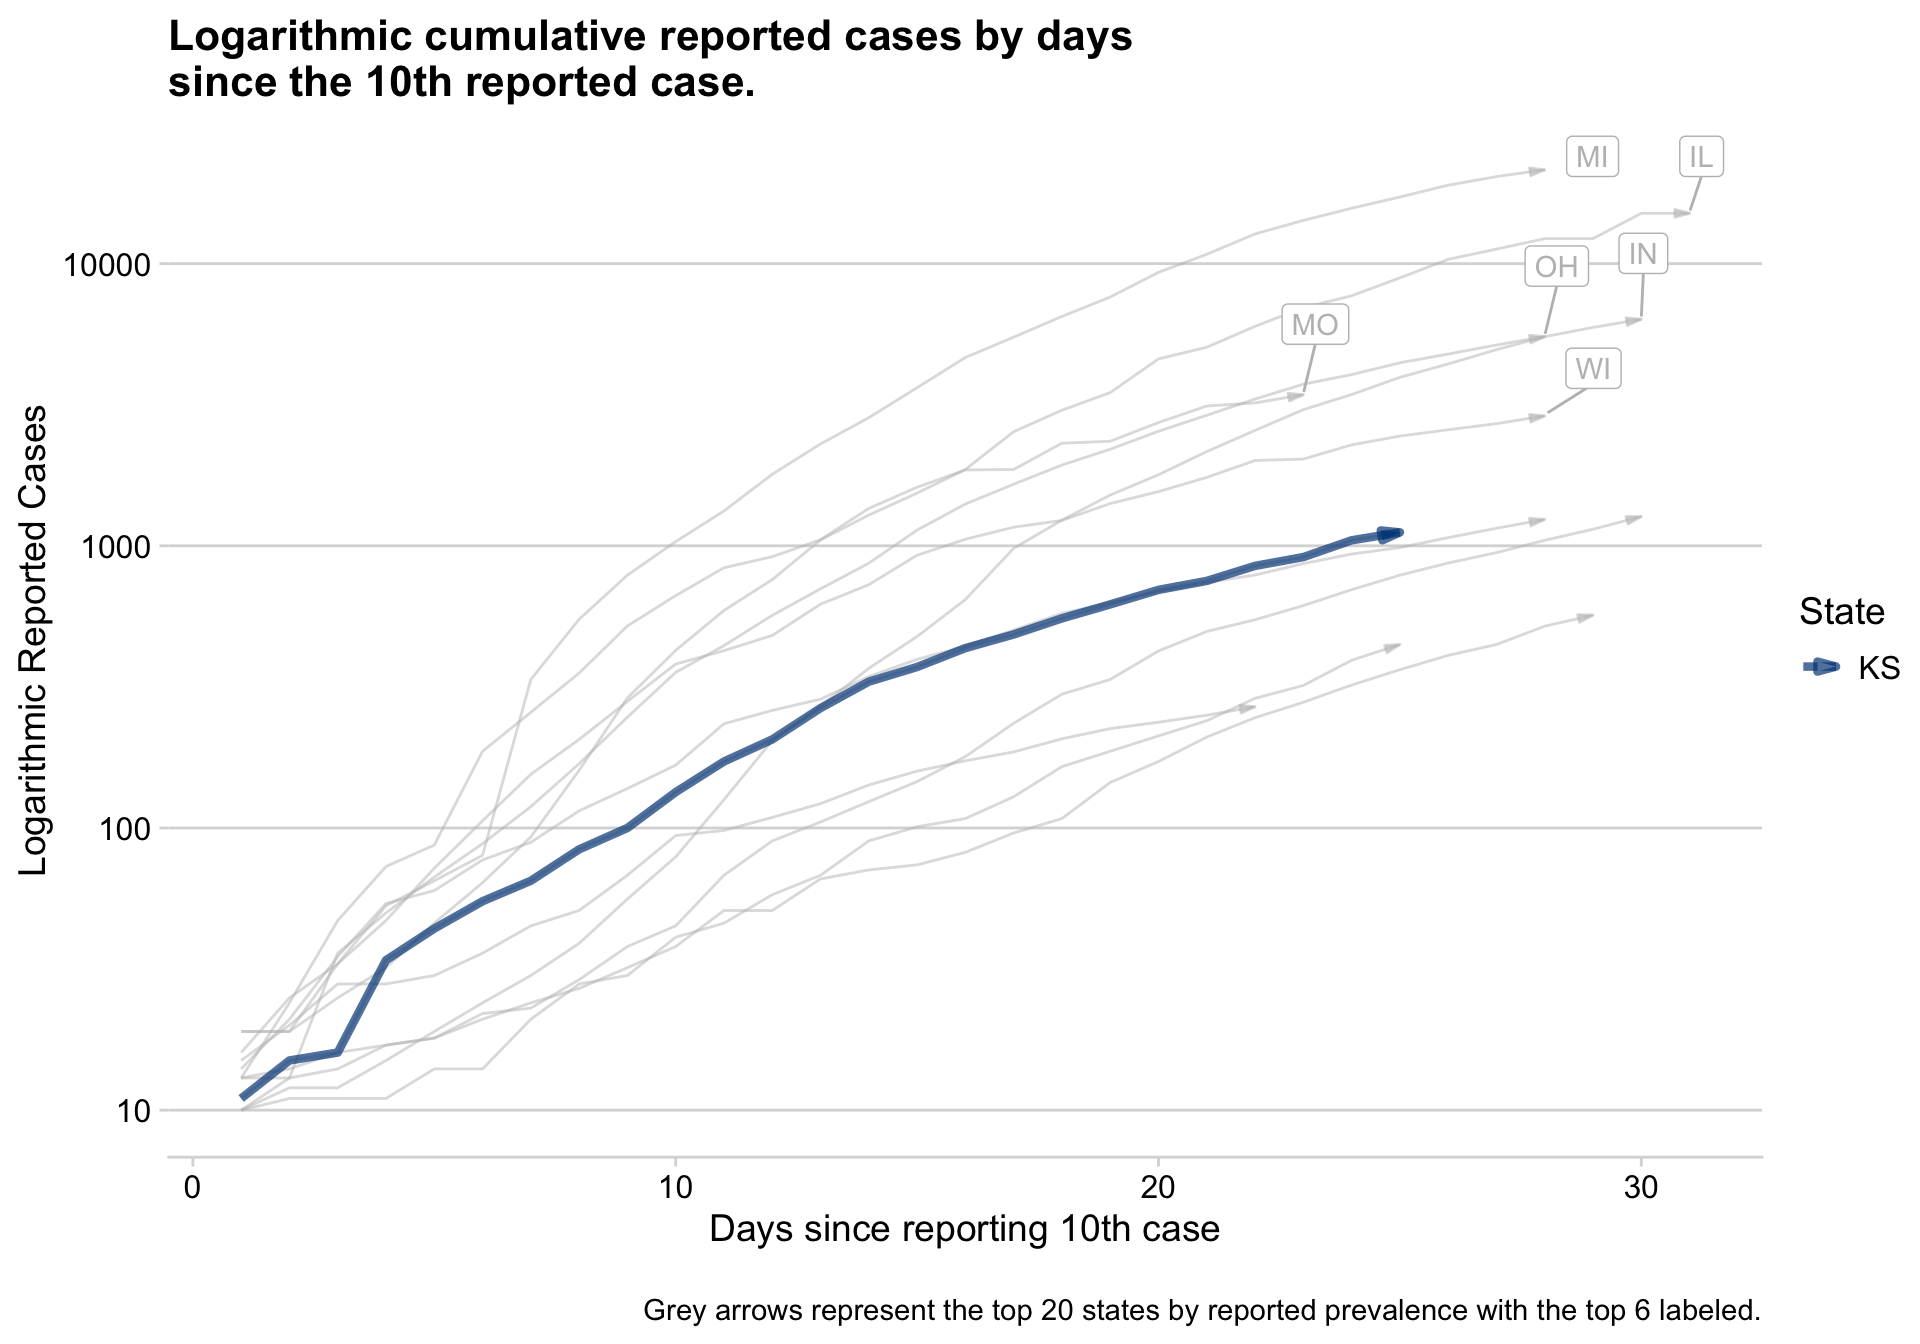 Logarithmic cumulative reported cases by days
since the 10th reported case.
MI
IL
IN
OH
MO
WI
10000
1000
100
10
Logarithmic Reported Cases
State
KS
0 10 20 30
Days since reporting 10th case
Grey arrows represent the top 20 states by reported prevalence with the top 6 labeled.